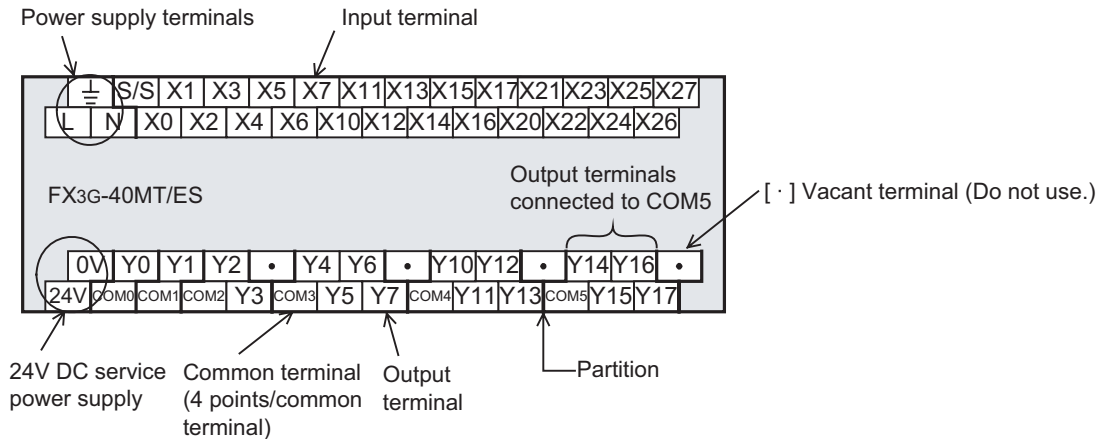 Power supply terminals
Input terminal
⏚ S/S X1 X3 X5 X7 X11 X13 X15 X17 X21 X23 X25 X27
L N X0 X2 X4 X6 X10 X12 X14 X16 X20 X22 X24 X26
FX3G-40MT/ES
Output terminals
connected to COM5
[ · ] Vacant terminal (Do not use.)
0V Y0 Y1 Y2 • Y4 Y6 • Y10 Y12 • Y14 Y16 •
24V COM0 COM1 COM2 Y3 COM3 Y5 Y7 COM4 Y11 Y13 COM5 Y15 Y17
24V DC service
power supply
Common terminal
(4 points/common
terminal)
Output
terminal
Partition